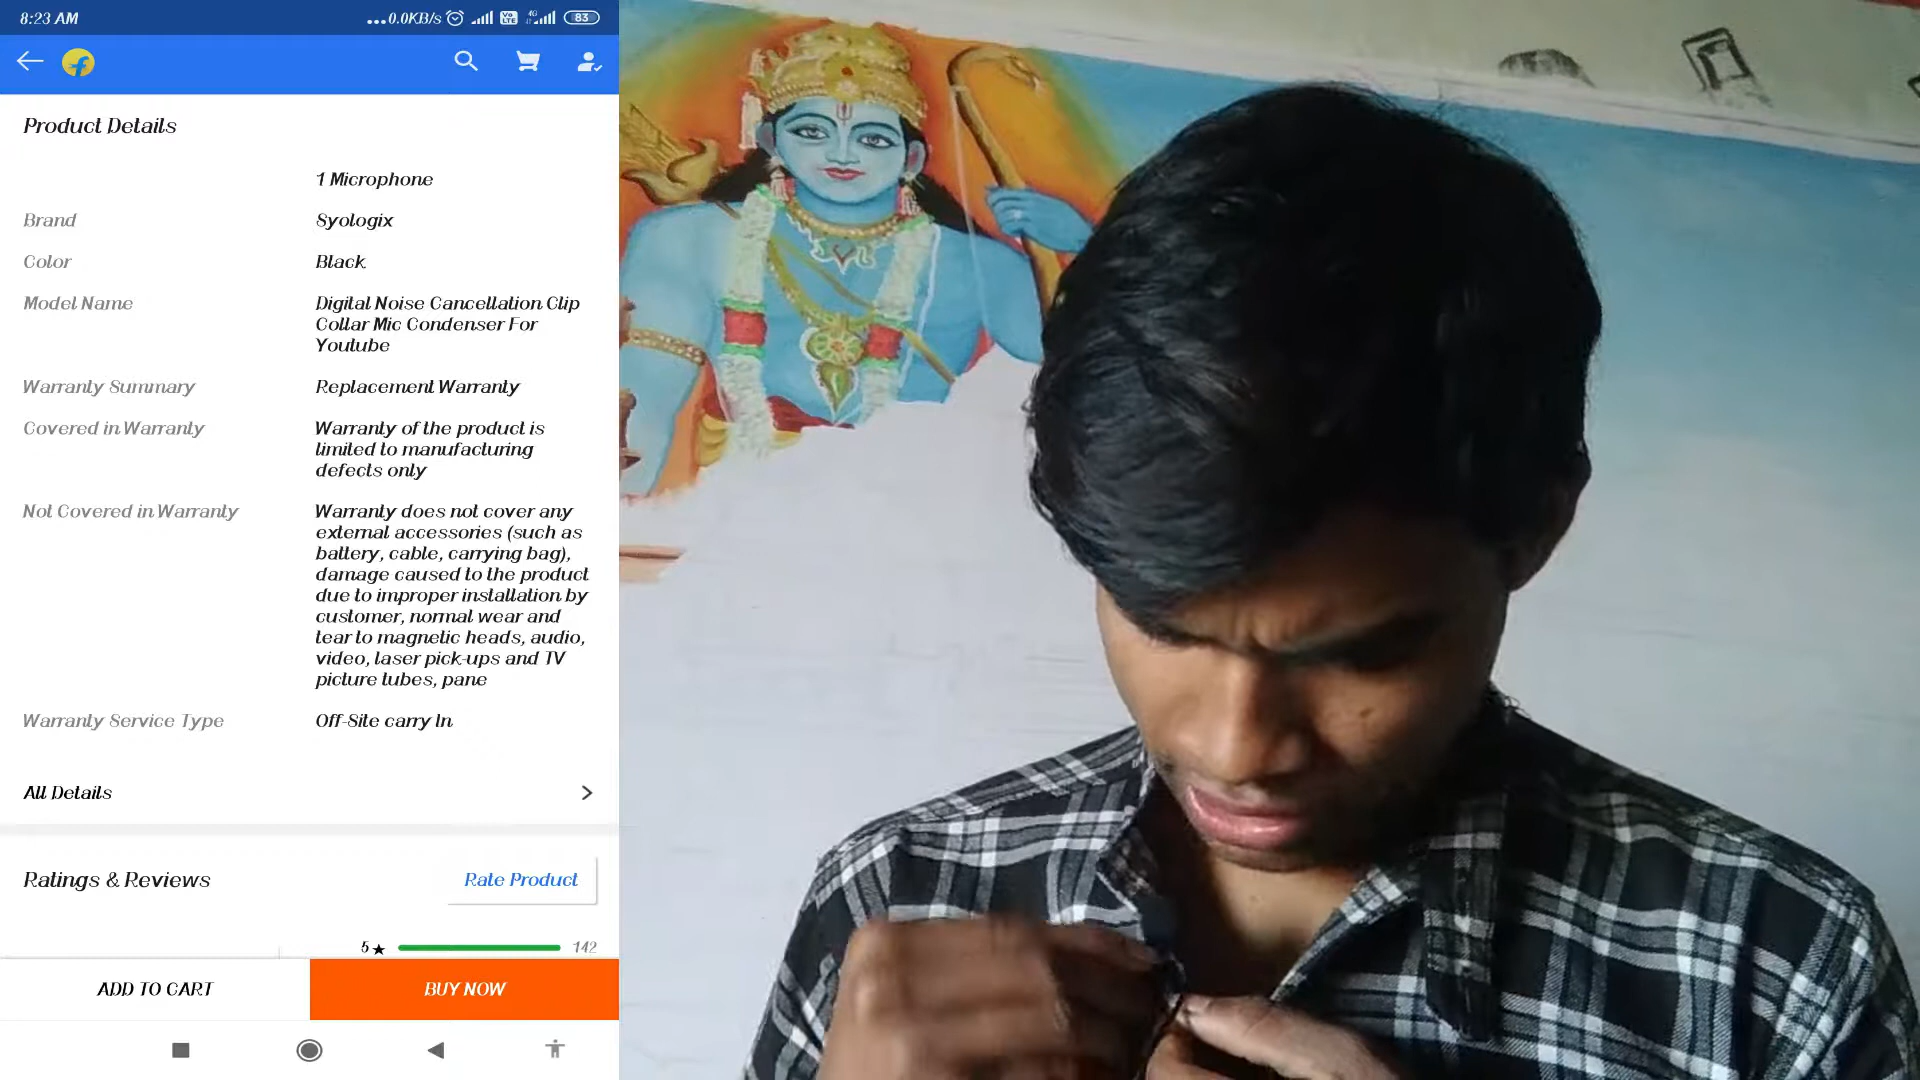 8:23 AM
...0.0KB/s
Vo LTE
4G
83
Product Details
1 Microphone
Brand
Syologix
Color
Black
Model Name
Digital Noise Cancellation Clip
Collar Mic Condenser For
Youtube
Warranty Summary
Replacement Warranty
Covered in Warranty
Warranty of the product is
limited to manufacturing
defects only
Not Covered in Warranty
Warranty does not cover any
external accessories (such as
battery, cable, carrying bag),
damage caused to the product
due to improper installation by
customer, normal wear and
tear to magnetic heads, audio,
video, laser pick-ups and TV
picture tubes, pane
Warranty Service Type
Off-Site carry In
All Details
Ratings & Reviews
Rate Product
5★
142
ADD TO CART
BUY NOW